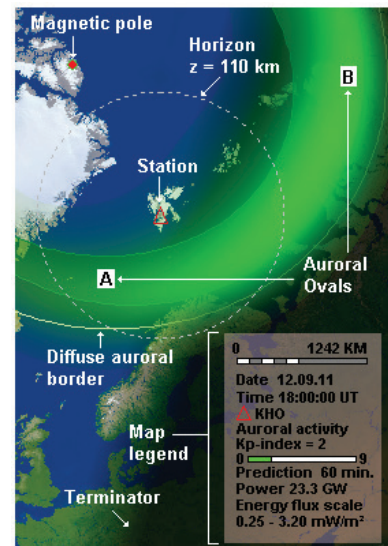 Magnetic pole
Horizon
z = 110 km
B
Station
A
Auroral
Ovals
Diffuse auroral
border
Map
legend
Terminator
0 1242 KM
Date 12.09.11
Time 18:00:00 UT
KHO
Auroral activity
Kp-index = 2
0 9
Prediction 60 min.
Power 23.3 GW
Energy flux scale
0.25 - 3.20 mW/m²